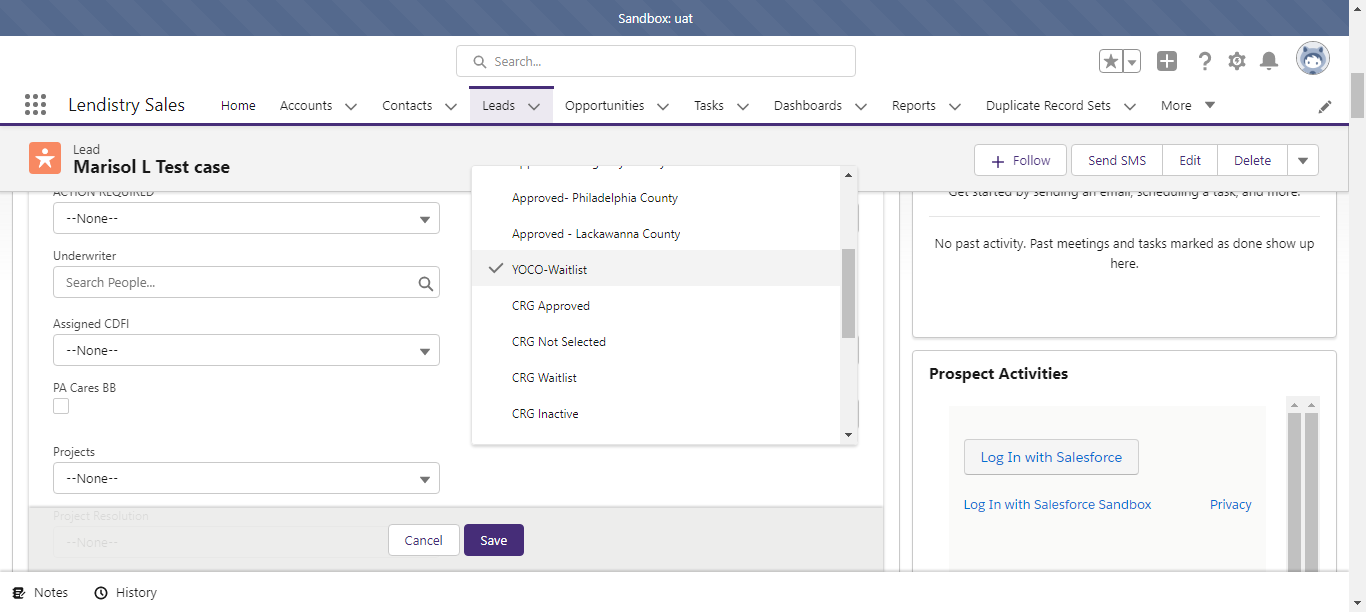 Sandbox: uat
Search...
Lendistry Sales
Home
Accounts
Contacts
Leads
Opportunities
Tasks
Dashboards
Reports
Duplicate Record Sets
More
Lead
Marisol L Test case
Follow
Send SMS
Edit
Delete
ACTION REQUIRED
--None--
Underwriter
Search People...
Assigned CDFI
--None--
PA Cares BB
Projects
--None--
Project Resolution
--None--
Approved- Philadelphia County
Approved - Lackawanna County
YOCO-Waitlist
CRG Approved
CRG Not Selected
CRG Waitlist
CRG Inactive
Cancel
Save
Get started by sending an email, scheduling a task, and more.
No past activity. Past meetings and tasks marked as done show up
here.
Prospect Activities
Log In with Salesforce
Log In with Salesforce Sandbox
Privacy
Notes
History